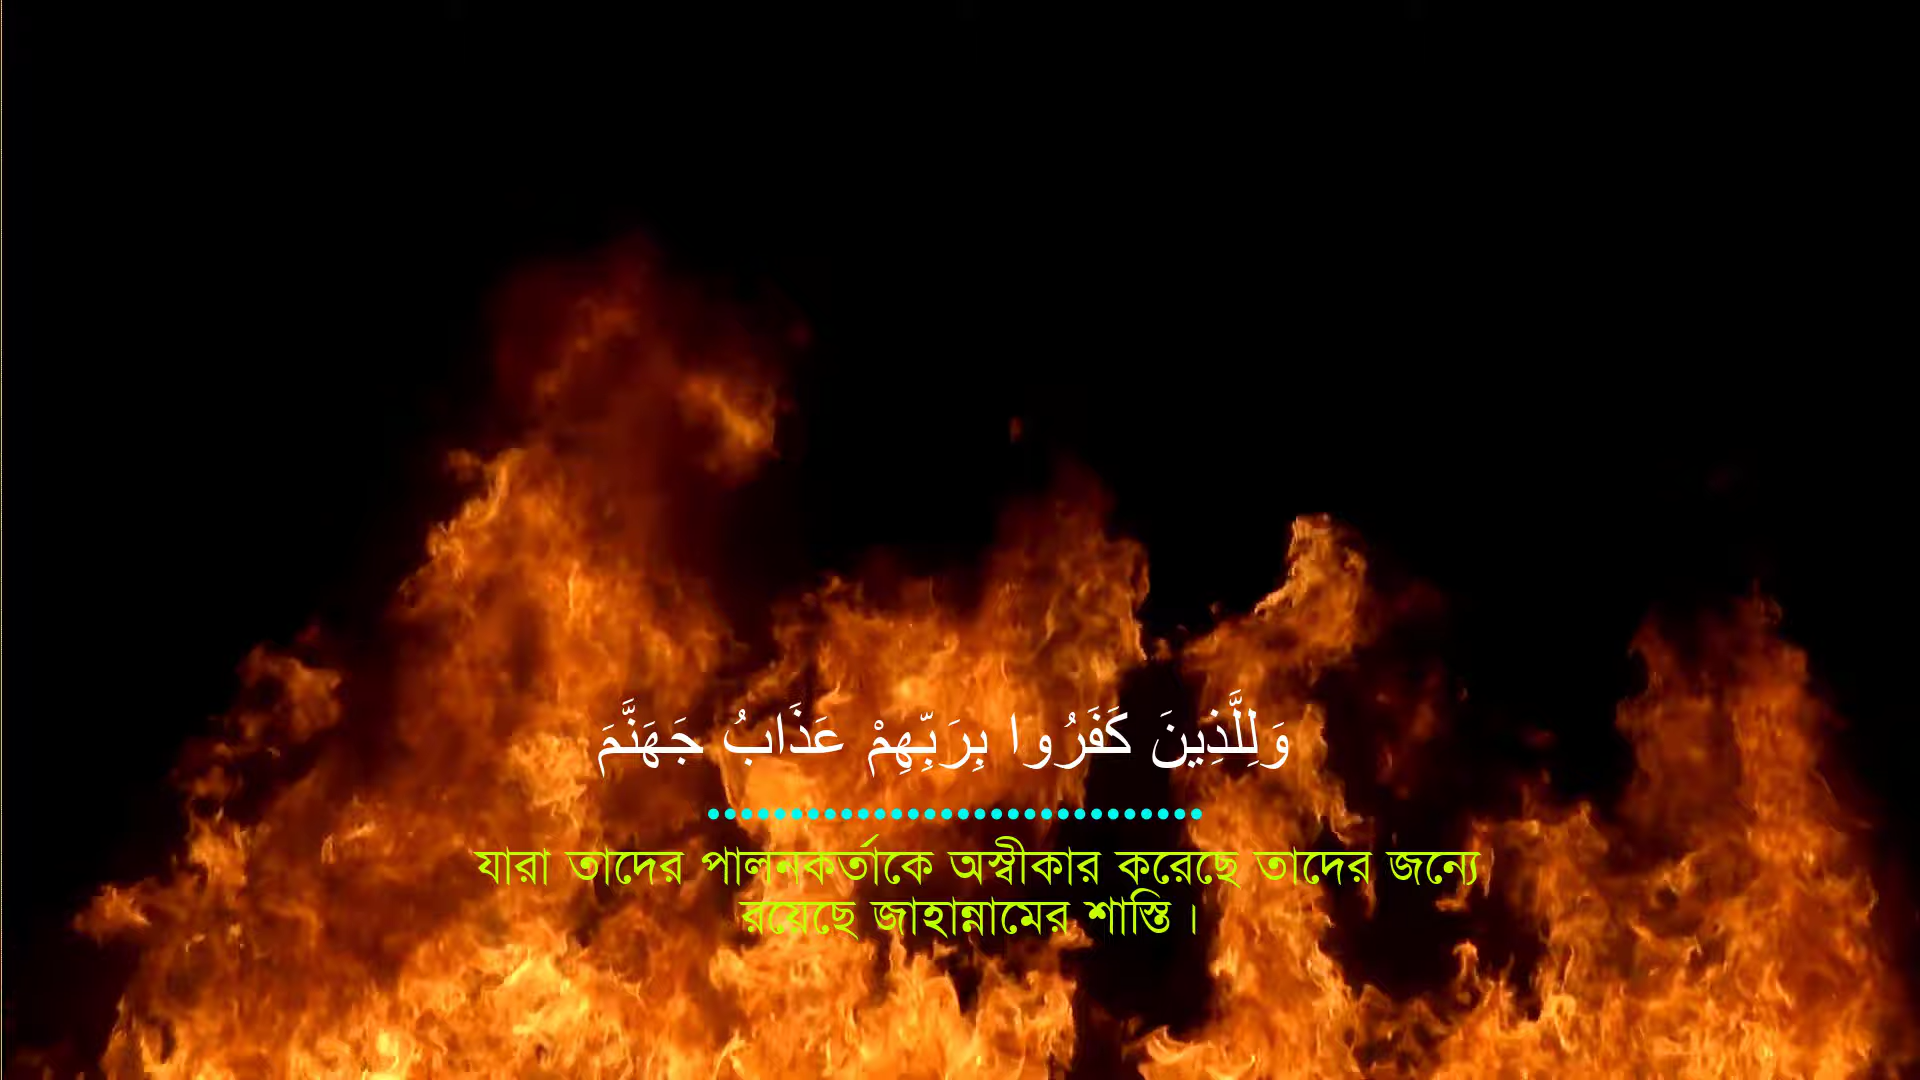 وَلِلَّذِينَ كَفَرُوا بِرَبِّهِمْ عَذَابُ جَهَنَّمَ
যারা তাদের পালনকর্তাকে অস্বীকার করেছে তাদের জন্যে
রয়েছে জাহান্নামের শাস্তি।